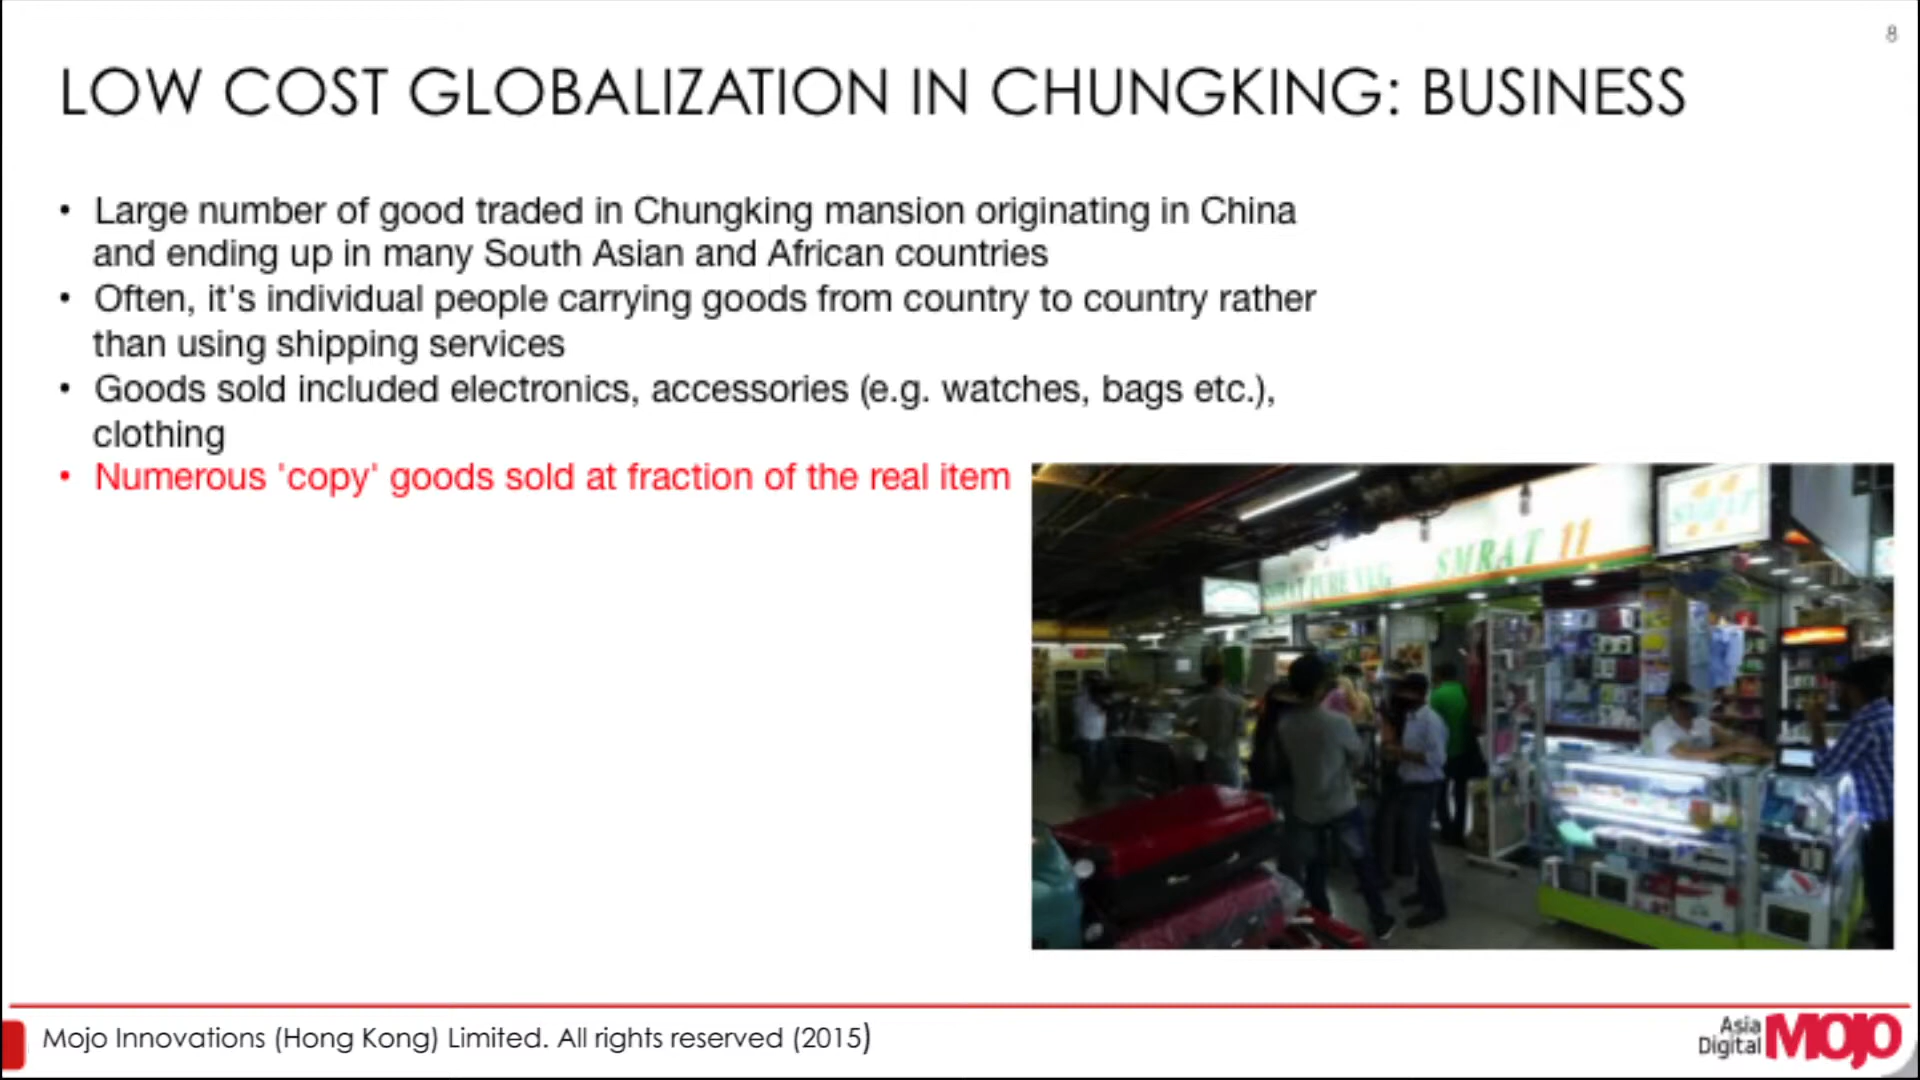 8
LOW COST GLOBALIZATION IN CHUNGKING: BUSINESS
• Large number of good traded in Chungking mansion originating in China
and ending up in many South Asian and African countries
• Often, it's individual people carrying goods from country to country rather
than using shipping services
• Goods sold included electronics, accessories (e.g. watches, bags etc.),
clothing
• Numerous 'copy' goods sold at fraction of the real item
SMRAT 11
Mojo Innovations (Hong Kong) Limited. All rights reserved (2015)
Asia
Digital MOJO